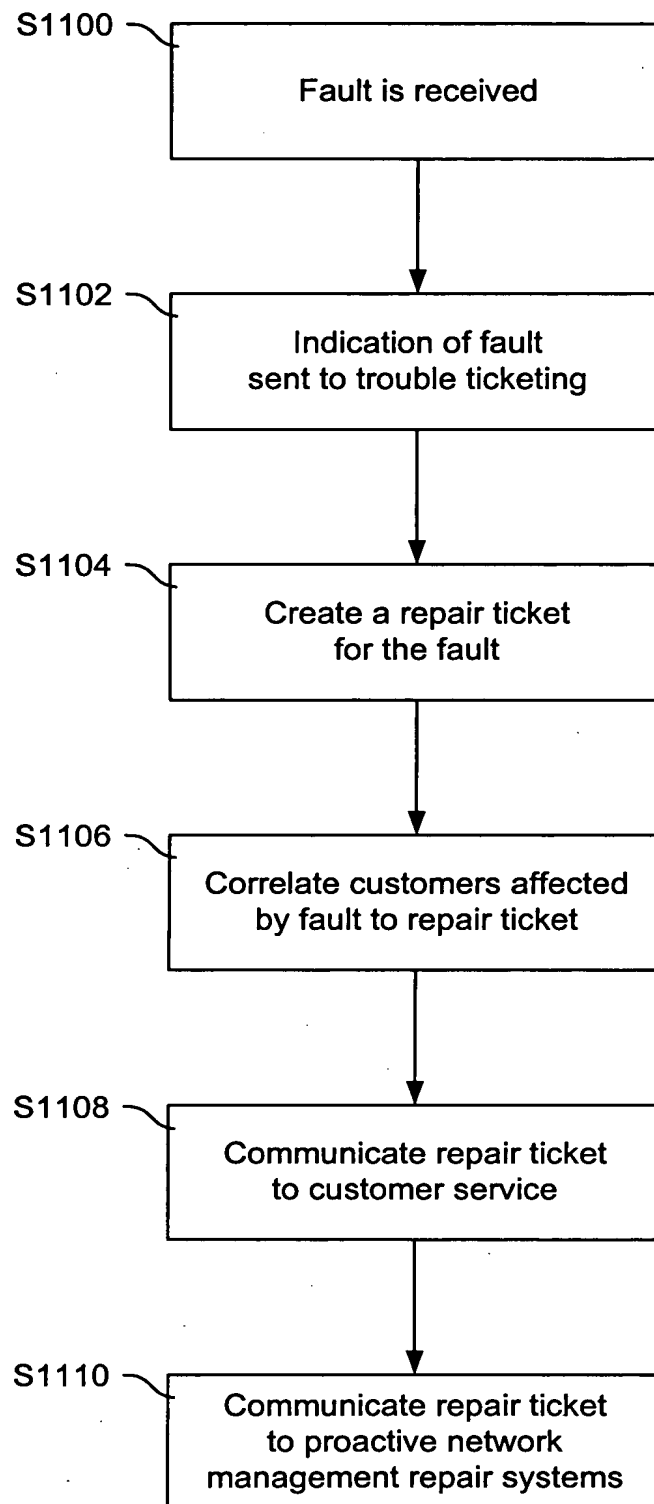 S1100
Fault is received
S1102
Indication of fault
sent to trouble ticketing
S1104
Create a repair ticket
for the fault
S1106
Correlate customers affected
by fault to repair ticket
S1108
Communicate repair ticket
to customer service
S1110
Communicate repair ticket
to proactive network
management repair systems